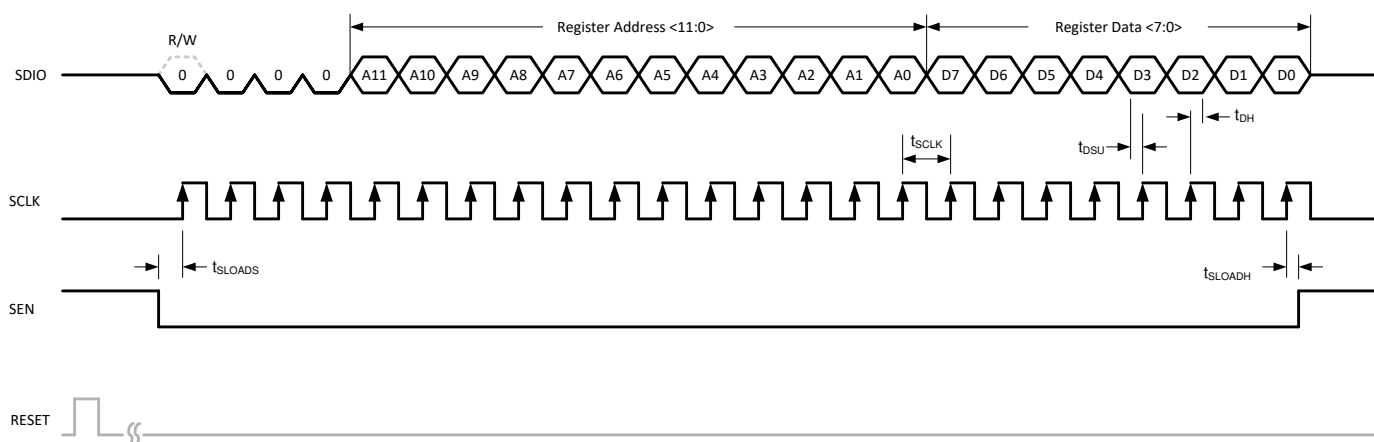 Register Address <11:0>
Register Data <7:0>
R/W
SDIO
0 0 0 0 A11 A10 A9 A8 A7 A6 A5 A4 A3 A2 A1 A0 D7 D6 D5 D4 D3 D2 D1 D0
tDH
tSCLK
tDSU
SCLK
tSLOADS
tSLOADH
SEN
RESET